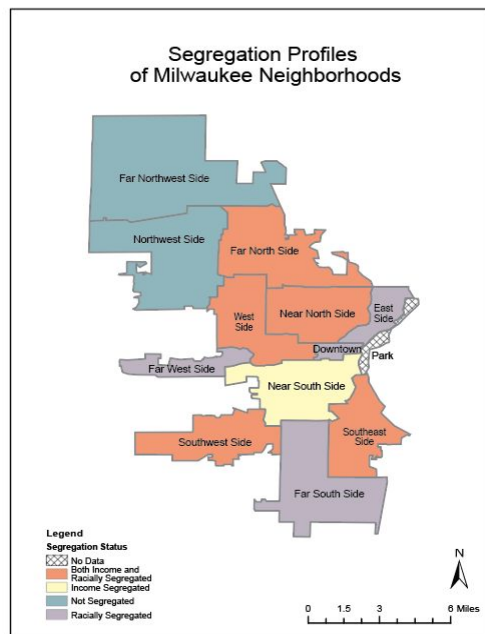 Segregation Profiles
of Milwaukee Neighborhoods
Far Northwest Side
Northwest Side
Far North Side
West
Side
Near North Side
East
Side
Downtown
Park
Far West Side
Near South Side
Southwest Side
Southeast
Side
Far South Side
Legend
Segregation Status
No Data
Both Income and
Racially Segregated
Income Segregated
Not Segregated
Racially Segregated
N
0 1.5 3 6 Miles